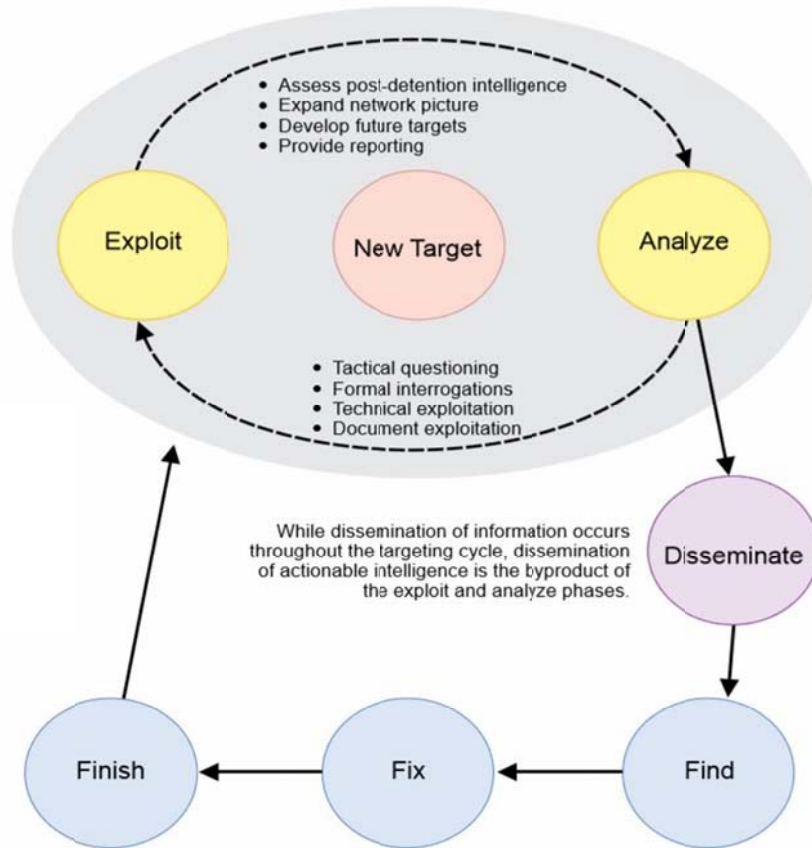 • Assess post-detention intelligence
• Expand network picture
• Develop future targets
• Provide reporting
Exploit
New Target
Analyze
• Tactical questioning
• Formal interrogations
• Technical exploitation
• Document exploitation
While dissemination of information occurs
throughout the targeting cycle, dissemination
of actionable intelligence is the byproduct of
the exploit and analyze phases.
Disseminate
Finish
Fix
Find